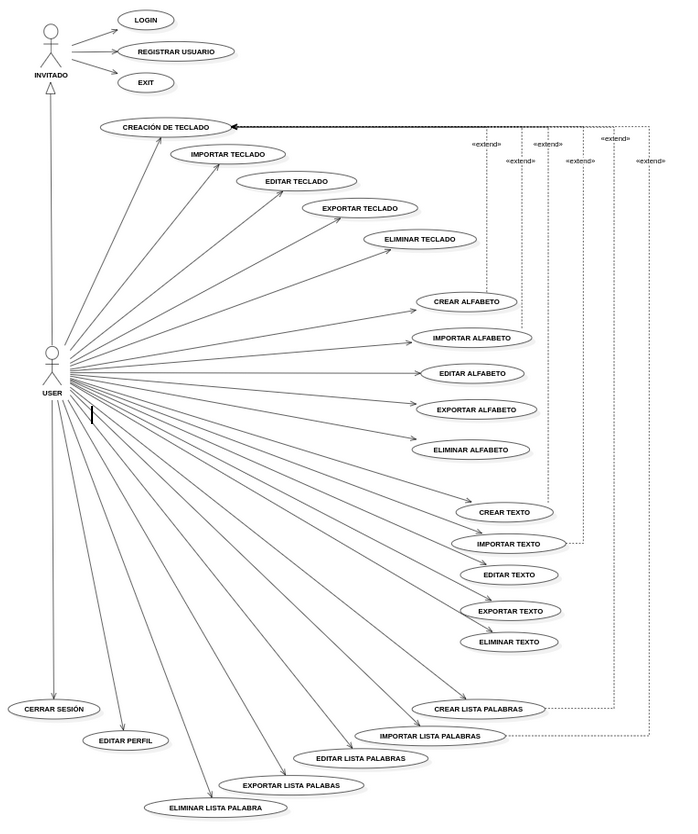 LOGIN
REGISTRAR USUARIO
INVITADO
EXIT
CREACIÓN DE TECLADO
«extend»
«extend»
«extend»
IMPORTAR TECLADO
«extend»
«extend»
«extend»
EDITAR TECLADO
EXPORTAR TECLADO
ELIMINAR TECLADO
CREAR ALFABETO
IMPORTAR ALFABETO
EDITAR ALFABETO
USER
EXPORTAR ALFABETO
ELIMINAR ALFABETO
CREAR TEXTO
IMPORTAR TEXTO
EDITAR TEXTO
EXPORTAR TEXTO
ELIMINAR TEXTO
CERRAR SESIÓN
CREAR LISTA PALABRAS
IMPORTAR LISTA PALABRAS
EDITAR PERFIL
EDITAR LISTA PALABRAS
EXPORTAR LISTA PALABAS
ELIMINAR LISTA PALABRA